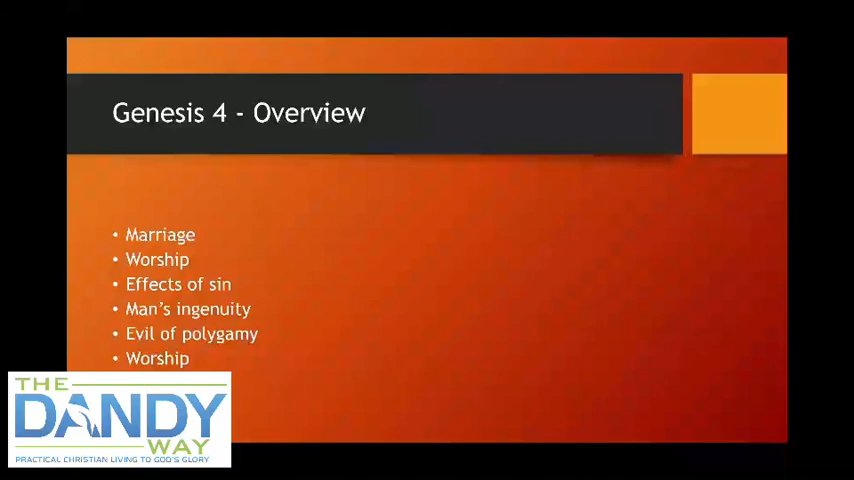 Genesis 4 - Overview
• Marriage
• Worship
• Effects of sin
• Man's ingenuity
• Evil of polygamy
• Worship
THE
DANDY
WAY
PRACTICAL CHRISTIAN LIVING TO GOD'S GLORY